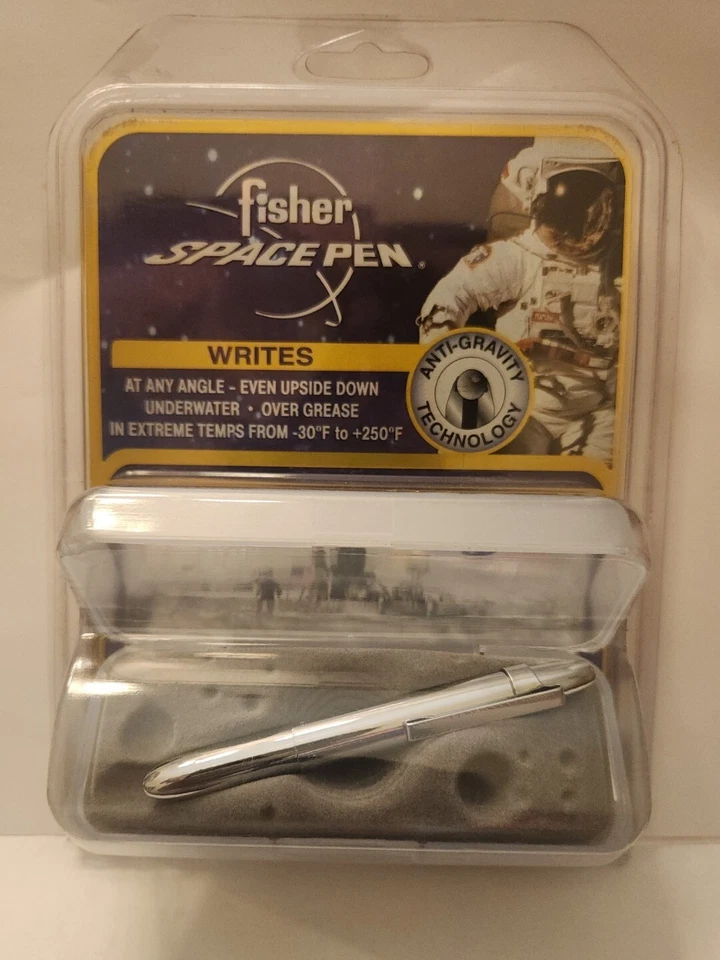 fisher
SPACE PEN®
WRITES
AT ANY ANGLE - EVEN UPSIDE DOWN
UNDERWATER • OVER GREASE
IN EXTREME TEMPS FROM -30°F to +250°F
ANTI-GRAVITY
TECHNOLOGY